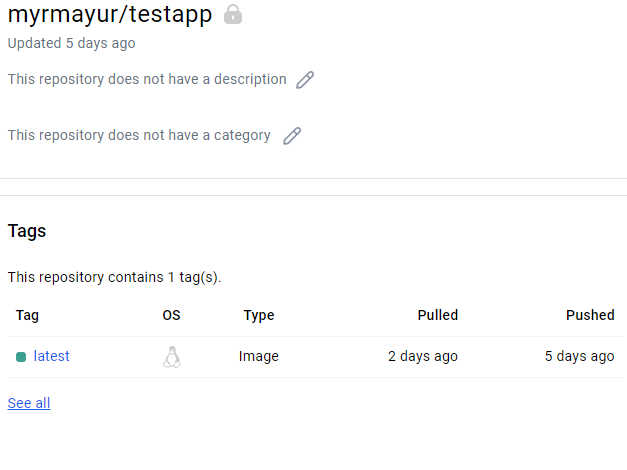 myrmayur/testapp
Updated 5 days ago
This repository does not have a description
This repository does not have a category
Tags
This repository contains 1 tag(s).
Tag OS Type Pulled Pushed
latest Image 2 days ago 5 days ago
See all